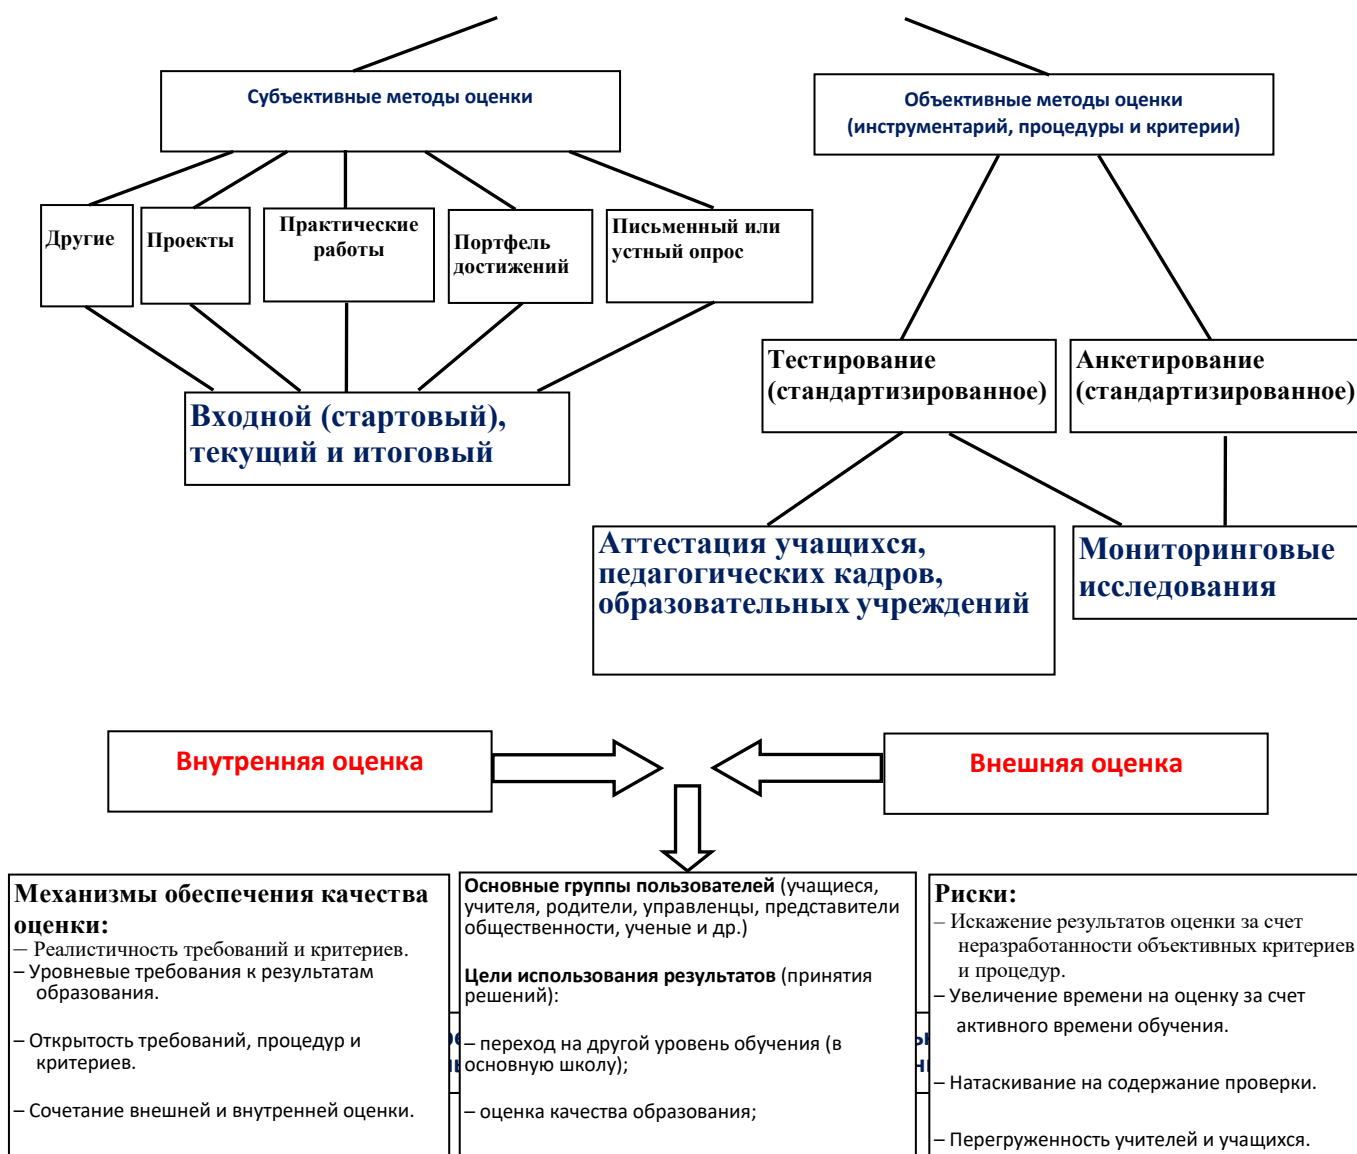 Субъективные методы оценки
Объективные методы оценки
(инструментарий, процедуры и критерии)
Другие
Проекты
Практические
работы
Портфель
достижений
Письменный или
устный опрос
Тестирование
(стандартизированное)
Анкетирование
(стандартизированное)
Входной (стартовый),
текущий и итоговый
Аттестация учащихся,
педагогических кадров,
образовательных учреждений
Мониторинговые
исследования
Внутренняя оценка
Внешняя оценка
Механизмы обеспечения качества
оценки:
– Реалистичность требований и критериев.
– Уровневые требования к результатам
образования.
– Открытость требований, процедур и
критериев.
– Сочетание внешней и внутренней оценки.
Основные группы пользователей (учащиеся,
учителя, родители, управленцы, представители
общественности, ученые и др.)
Цели использования результатов (принятия
решений):
– переход на другой уровень обучения (в
основную школу);
– оценка качества образования;
Риски:
– Искажение результатов оценки за счет
неразработанности объективных критериев
и процедур.
– Увеличение времени на оценку за счет
активного времени обучения.
– Натаскивание на содержание проверки.
– Перегруженность учителей и учащихся.